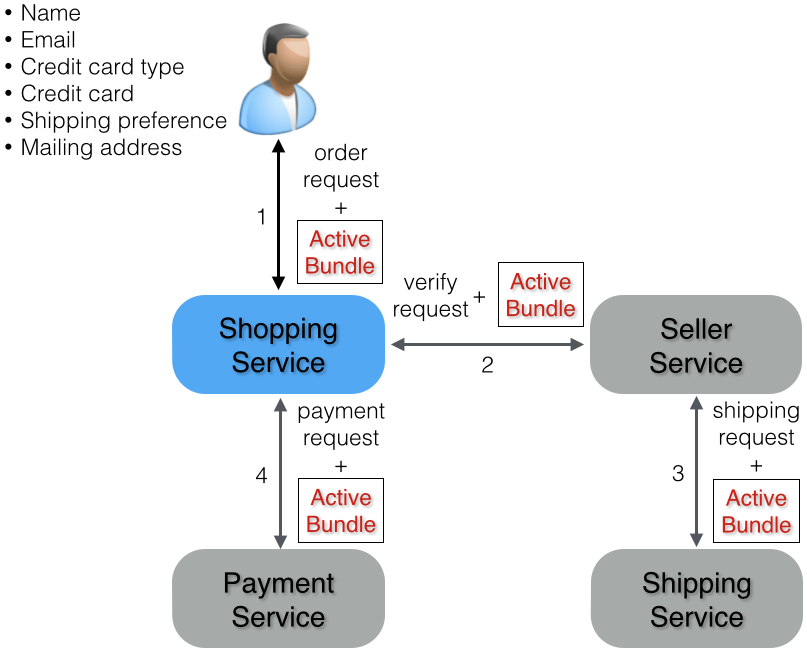 • Name
• Email
• Credit card type
• Credit card
• Shipping preference
• Mailing address
order
request
+
1
Active
Bundle
verify
request
+
Active
Bundle
Shopping
Service
2
Seller
Service
payment
request
+
4
Active
Bundle
shipping
request
+
3
Active
Bundle
Payment
Service
Shipping
Service